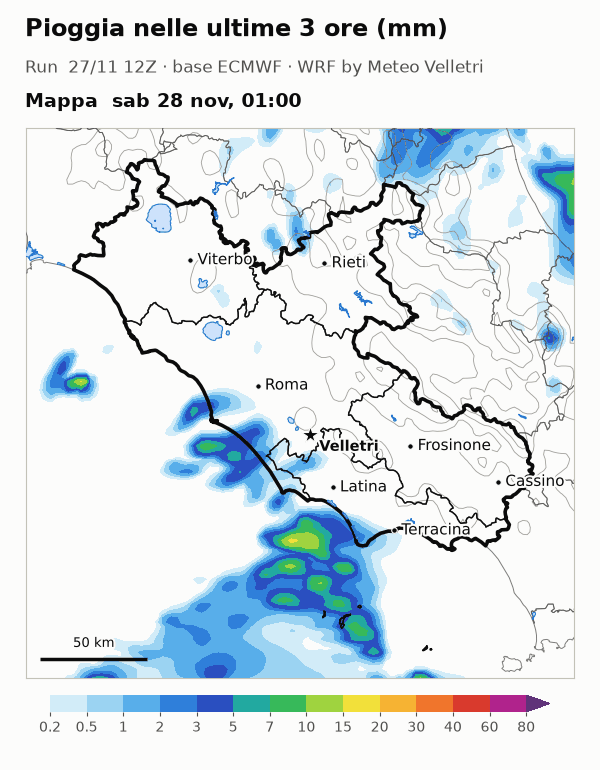 Pioggia nelle ultime 3 ore (mm)
Run  27/11 12Z · base ECMWF · WRF by Meteo Velletri
Mappa  sab 28 nov, 01:00
Viterbo
Rieti
Roma
Velletri
Frosinone
Latina
Cassino
Terracina
50 km
0.2 0.5 1 2 3 5 7 10 15 20 30 40 60 80